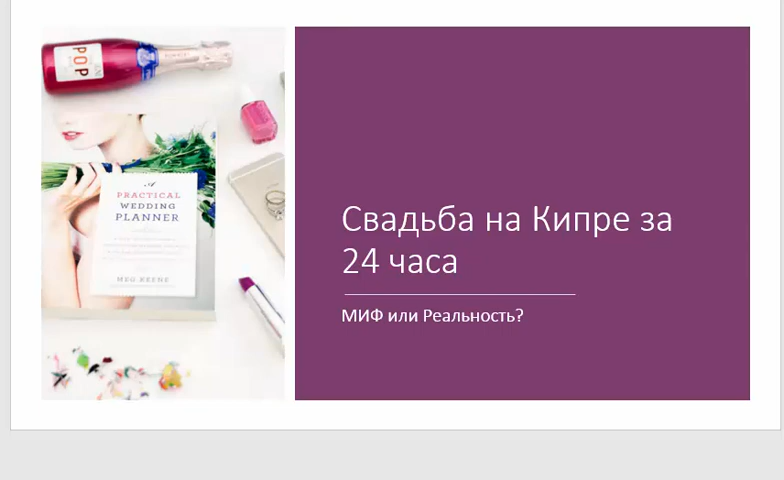 POP
A
PRACTICAL
WEDDING
PLANNER
MEG KEENE
Свадьба на Кипре за
24 часа
МИФ или Реальность?